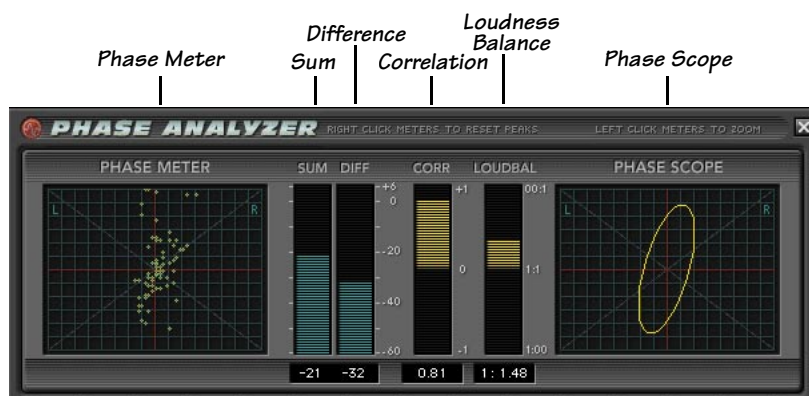 Phase Meter
Sum
Difference
Correlation
Loudness
Balance
Phase Scope
PHASE ANALYZER
RIGHT CLICK METERS TO RESET PEAKS
LEFT CLICK METERS TO ZOOM
X
PHASE METER
SUM
DIFF
CORR
LOUDBAL
PHASE SCOPE
L
R
+6
0
-20
-40
-60
+1
0
-1
00:1
1:1
1:00
L
R
-21
-32
0.81
1: 1.48